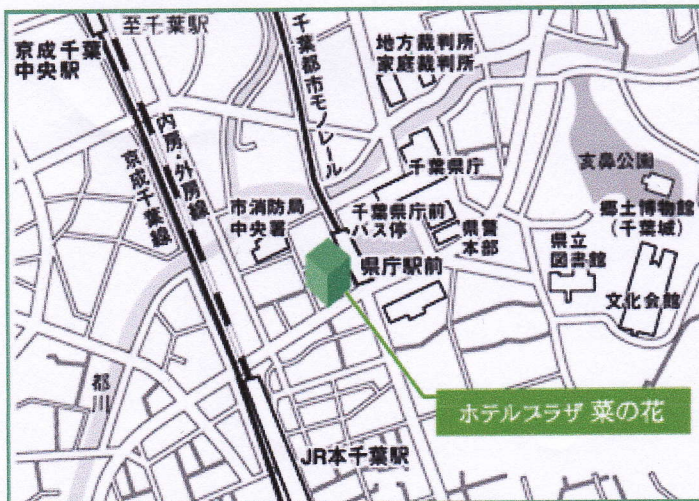 至千葉駅
京成千葉
中央駅
千葉都市モノレール
地方裁判所
家庭裁判所
内房・外房線
京成千葉線
千葉県庁
亥鼻公園
市消防局
中央署
千葉県庁前
バス停
県警
本部
郷土博物館
(千葉城)
県立
図書館
県庁駅前
文化会館
都川
ホテルプラザ 菜の花
JR本千葉駅